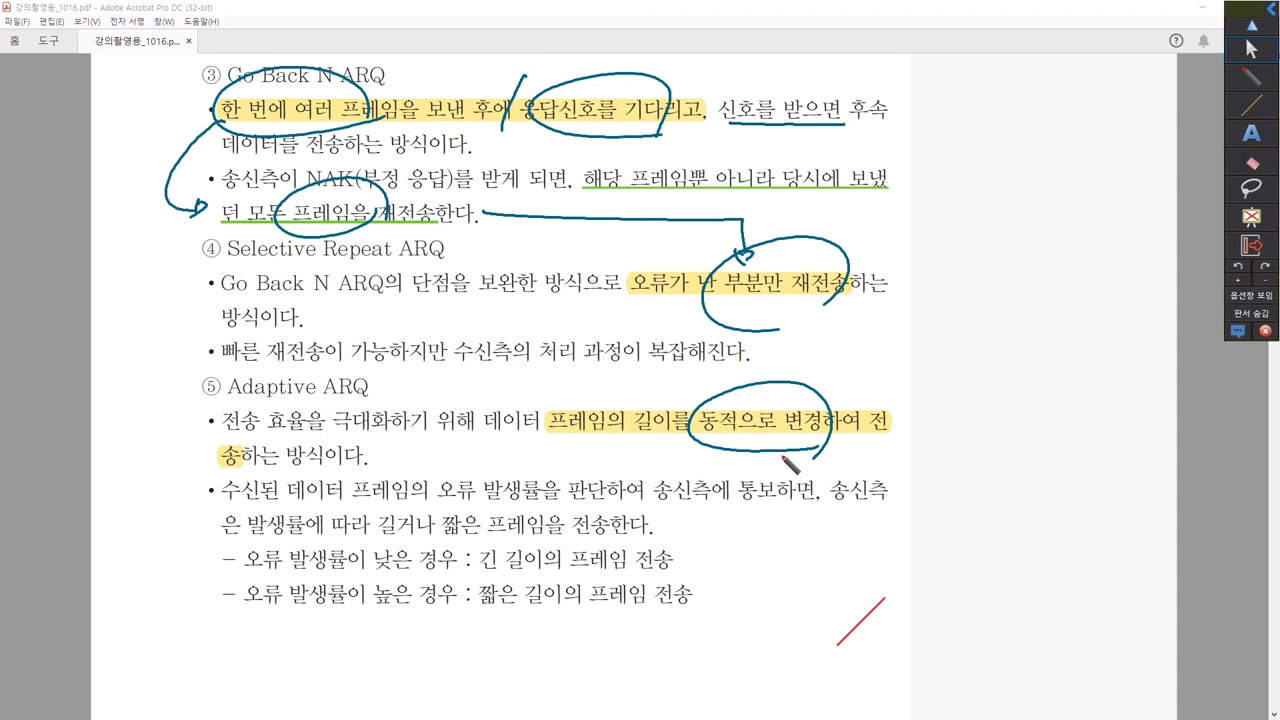 강의촬영용_1016.pdf - Adobe Acrobat Pro DC (32-bit)
파일(F) 편집(E) 보기(V) 전자 서명 창(W) 도움말(H)
홈 도구 강의촬영용_1016.p... ×
③ Go Back N ARQ
• 한 번에 여러 프레임을 보낸 후에 응답신호를 기다리고, 신호를 받으면 후속
데이터를 전송하는 방식이다.
• 송신측이 NAK(부정 응답)를 받게 되면, 해당 프레임뿐 아니라 당시에 보냈
던 모든 프레임을 재전송한다.
④ Selective Repeat ARQ
• Go Back N ARQ의 단점을 보완한 방식으로 오류가 난 부분만 재전송하는
방식이다.
• 빠른 재전송이 가능하지만 수신측의 처리 과정이 복잡해진다.
⑤ Adaptive ARQ
• 전송 효율을 극대화하기 위해 데이터 프레임의 길이를 동적으로 변경하여 전
송하는 방식이다.
• 수신된 데이터 프레임의 오류 발생률을 판단하여 송신측에 통보하면, 송신측
은 발생률에 따라 길거나 짧은 프레임을 전송한다.
– 오류 발생률이 낮은 경우 : 긴 길이의 프레임 전송
– 오류 발생률이 높은 경우 : 짧은 길이의 프레임 전송
옵션장 보임
판서 숨김